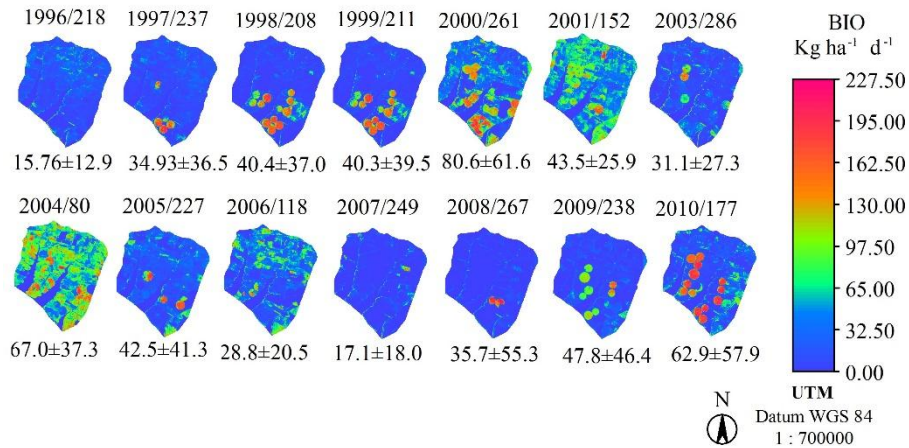 1996/218 1997/237 1998/208 1999/211 2000/261 2001/152 2003/286
15.76±12.9 34.93±36.5 40.4±37.0 40.3±39.5 80.6±61.6 43.5±25.9 31.1±27.3
2004/80 2005/227 2006/118 2007/249 2008/267 2009/238 2010/177
67.0±37.3 42.5±41.3 28.8±20.5 17.1±18.0 35.7±55.3 47.8±46.4 62.9±57.9
BIO
Kg ha⁻¹ d⁻¹
227.50
195.00
162.50
130.00
97.50
65.00
32.50
0.00
UTM
N
Datum WGS 84
1 : 700000